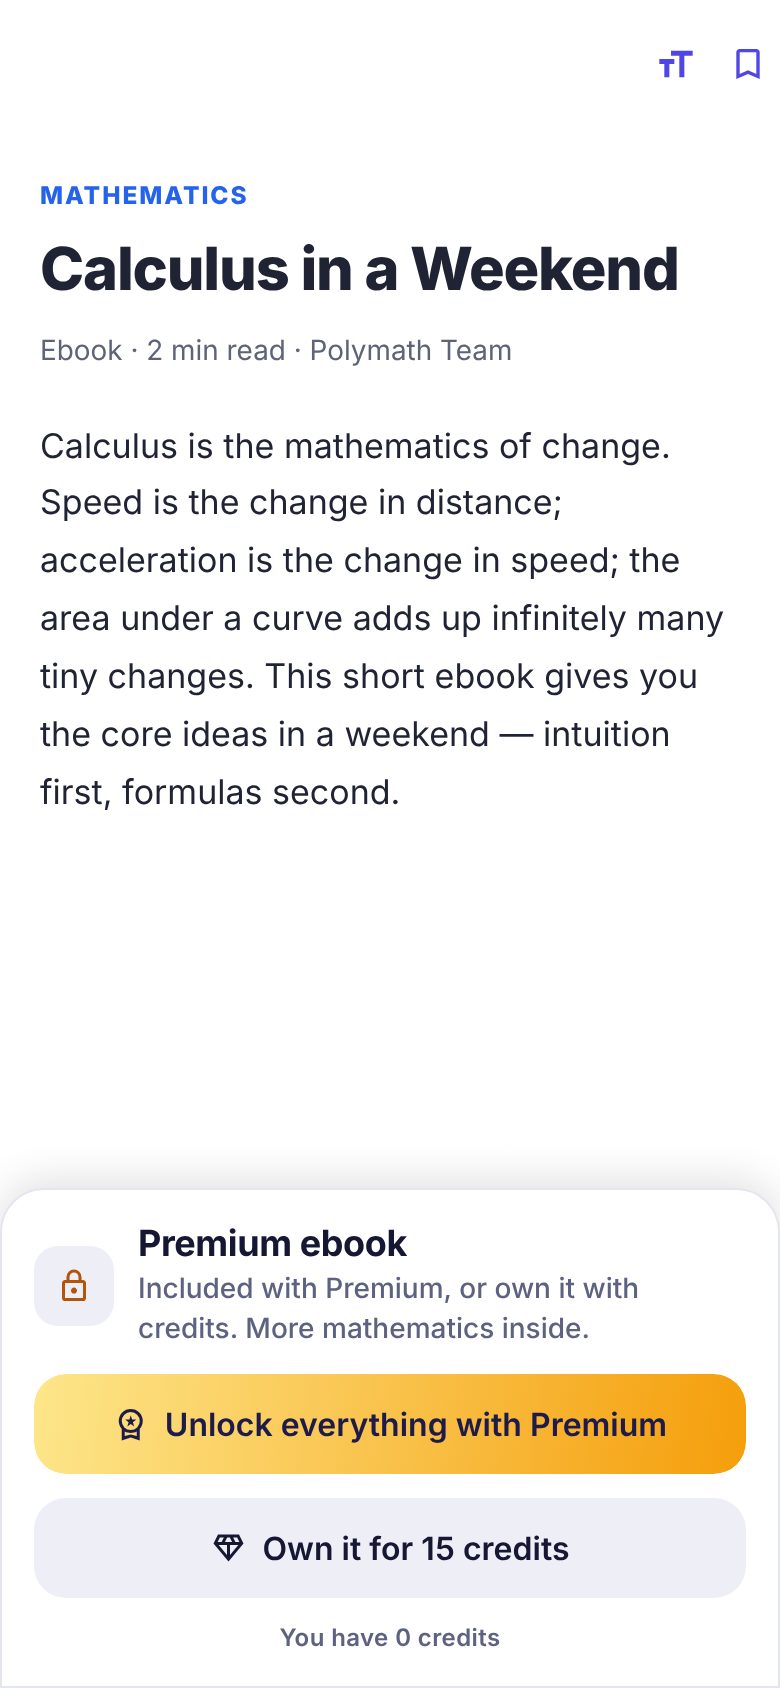 MATHEMATICS
Calculus in a Weekend
Ebook · 2 min read · Polymath Team
Calculus is the mathematics of change.
Speed is the change in distance;
acceleration is the change in speed; the
area under a curve adds up infinitely many
tiny changes. This short ebook gives you
the core ideas in a weekend — intuition
first, formulas second.
Premium ebook
Included with Premium, or own it with
credits. More mathematics inside.
Unlock everything with Premium
Own it for 15 credits
You have 0 credits